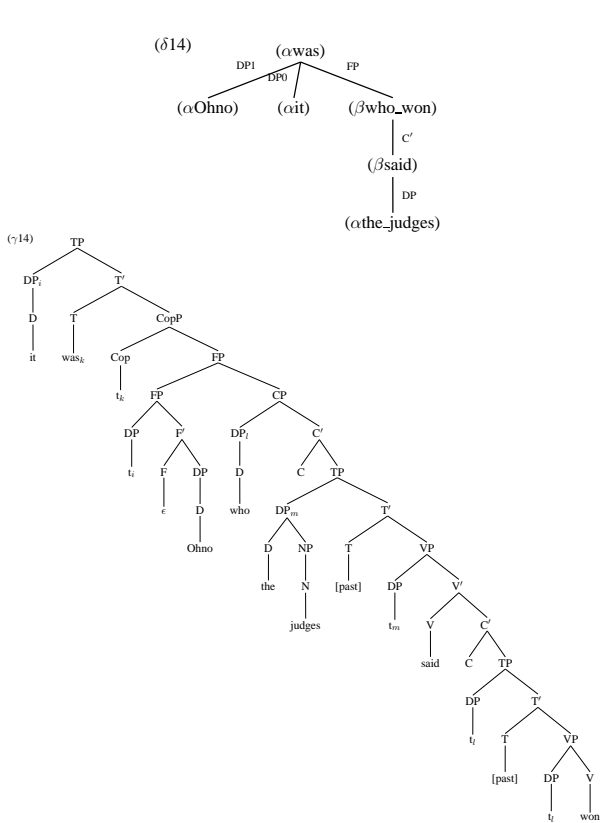 (δ14)
(αwas)
DP1 DP0 FP
(αOhno) (αit) (βwho_won)
C′
(βsaid)
DP
(αthe_judges)
(γ14) TP
DPᵢ T′
D T CopP
it wasₖ Cop FP
tₖ FP CP
DP F′ DPₗ C′
tᵢ F DP D C TP
ϵ D who DPₘ T′
Ohno D NP T VP
the N [past] DP V′
judges tₘ V C′
said C TP
DP T′
tₗ T VP
[past] DP V
tₗ won